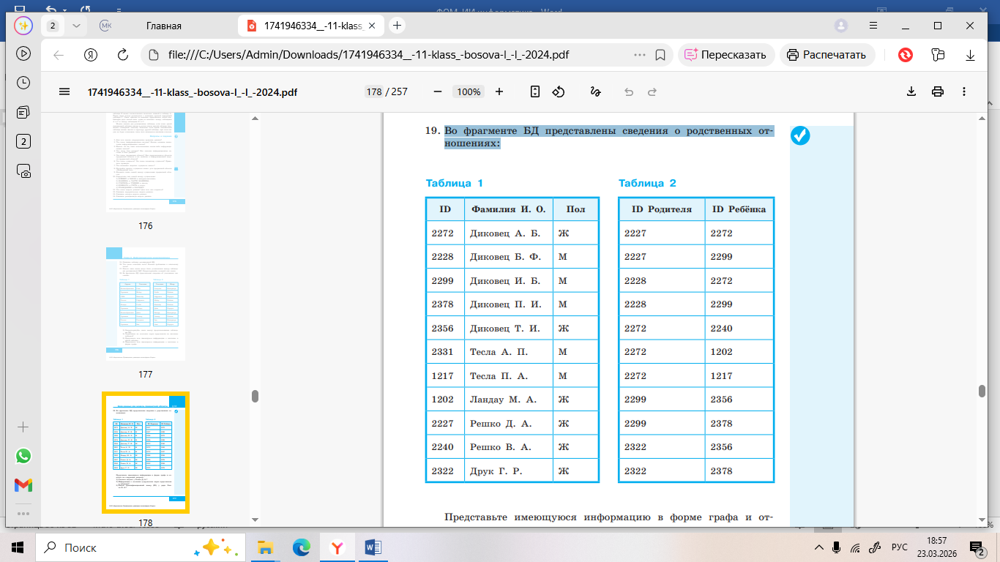 2
МК
Главная
1741946334__-11-klass_
file:///C:/Users/Admin/Downloads/1741946334__-11-klass_-bosova-l_-l_-2024.pdf
Пересказать
Распечатать
1741946334__-11-klass_-bosova-l_-l_-2024.pdf
178 / 257
100%
2
176
177
178
19. Во фрагменте БД представлены сведения о родственных от-
ношениях:
Таблица 1
ID Фамилия И. О. Пол
2272 Диковец А. Б. Ж
2228 Диковец Б. Ф. М
2299 Диковец И. Б. М
2378 Диковец П. И. М
2356 Диковец Т. И. Ж
2331 Тесла А. П. М
1217 Тесла П. А. М
1202 Ландау М. А. Ж
2227 Решко Д. А. Ж
2240 Решко В. А. Ж
2322 Друк Г. Р. Ж
Таблица 2
ID Родителя ID Ребёнка
2227 2272
2227 2299
2228 2272
2228 2299
2272 2240
2272 1202
2272 1217
2299 2356
2299 2378
2322 2356
2322 2378
Представьте имеющуюся информацию в форме графа и от-
Поиск
РУС
18:57
23.03.2026
2